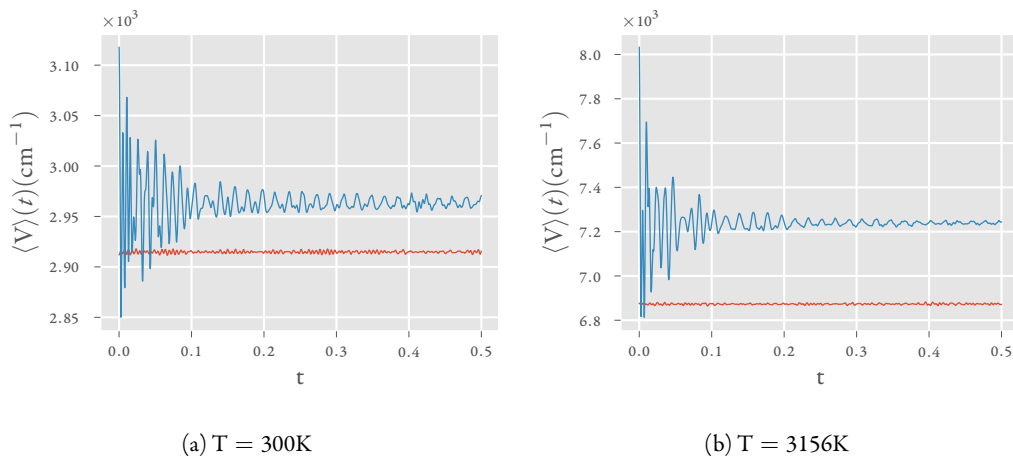 ×10³
×10³
3.10
3.05
3.00
2.95
2.90
2.85
⟨V⟩(t)(cm⁻¹)
0.0 0.1 0.2 0.3 0.4 0.5
t
8.0
7.8
7.6
7.4
7.2
7.0
6.8
⟨V⟩(t)(cm⁻¹)
0.0 0.1 0.2 0.3 0.4 0.5
t
(a) T = 300K
(b) T = 3156K